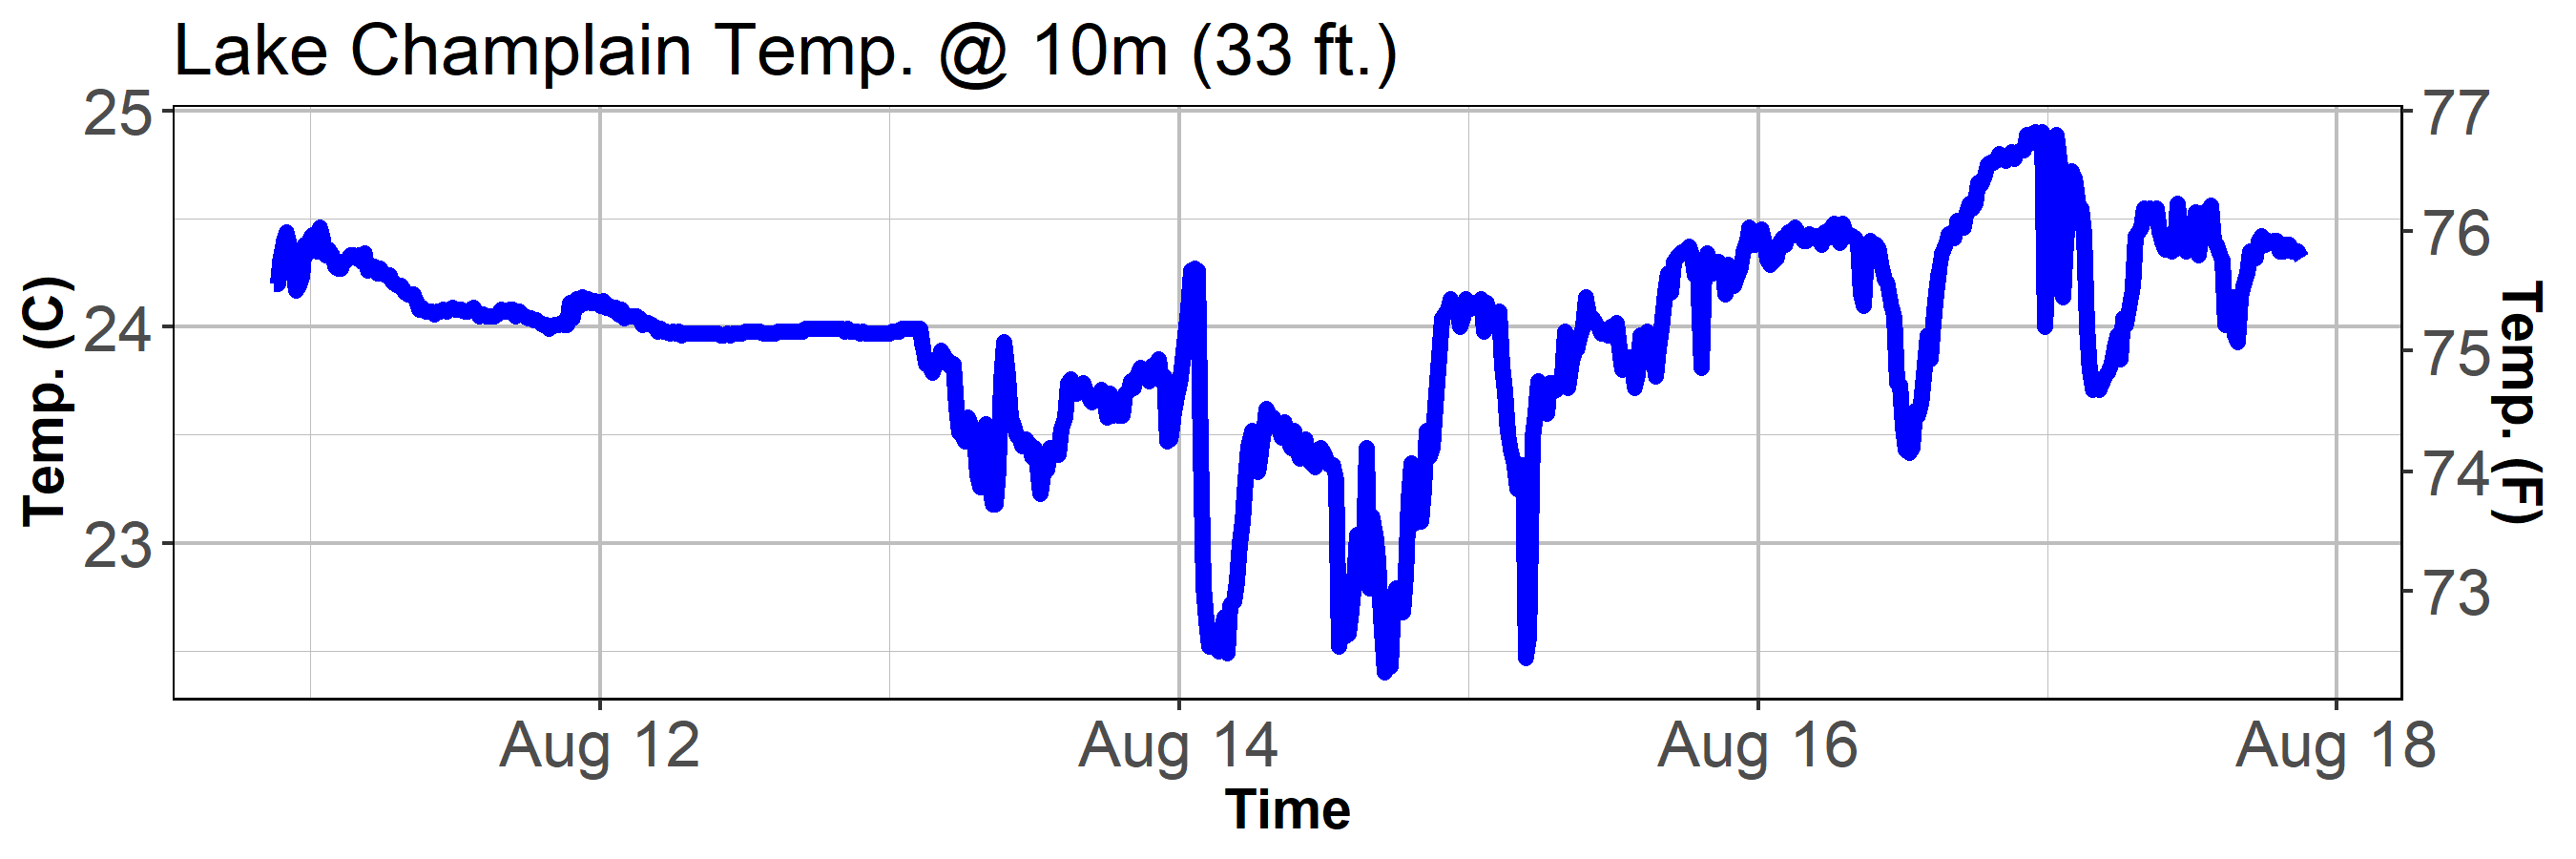 Lake Champlain Temp. @ 10m (33 ft.)
25
24
23
Temp. (C)
77
76
75
74
73
Temp. (F)
Aug 12 Aug 14 Aug 16 Aug 18
Time